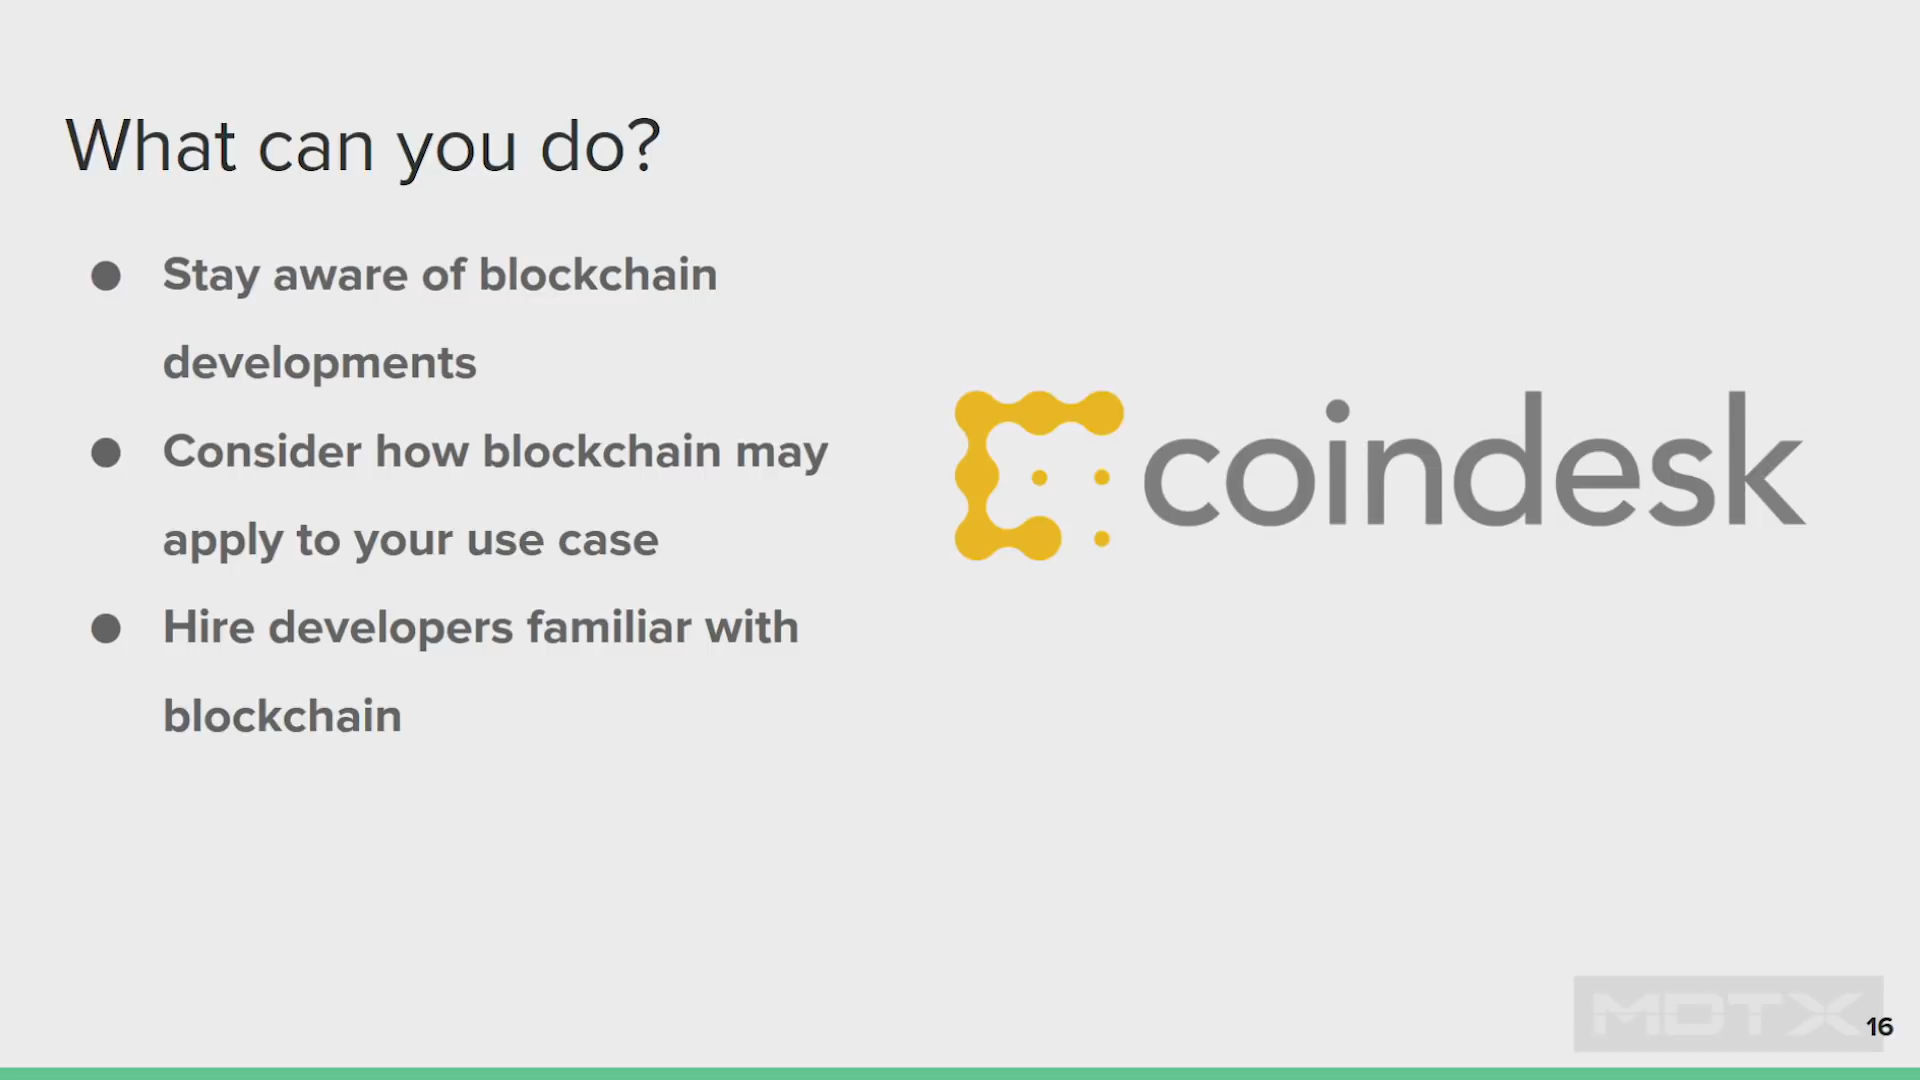 What can you do?
● Stay aware of blockchain
developments
● Consider how blockchain may
apply to your use case
● Hire developers familiar with
blockchain
coindesk
MDTX
16